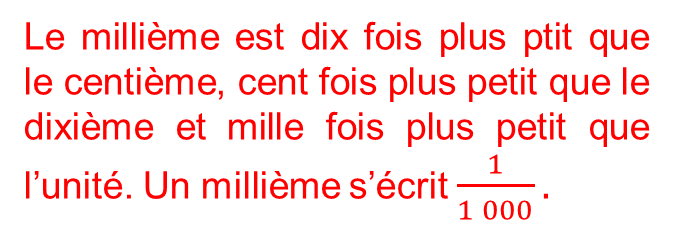 Le millième est dix fois plus ptit que
le centième, cent fois plus petit que le
dixième et mille fois plus petit que
l’unité. Un millième s’écrit 1/1 000 .